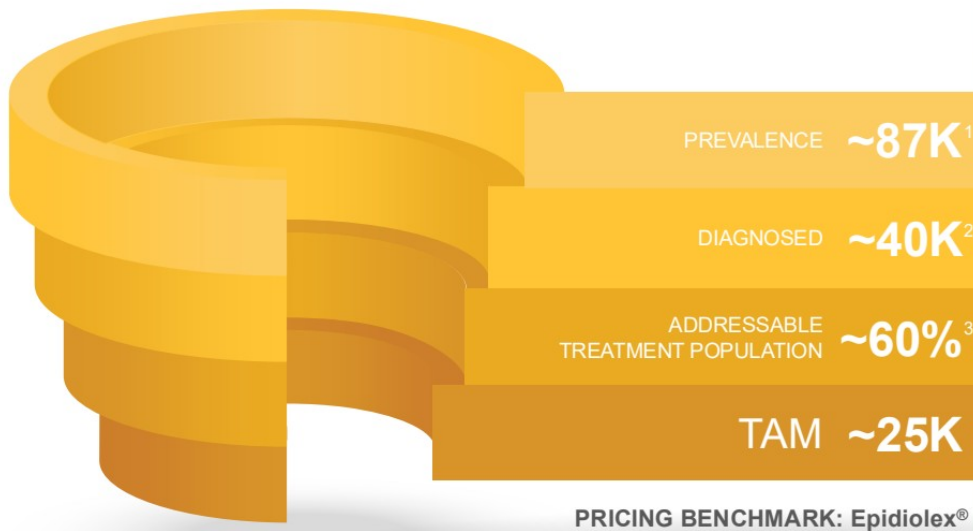 PREVALENCE ~87K1
DIAGNOSED ~40K2
ADDRESSABLE
TREATMENT POPULATION ~60%3
TAM ~25K
PRICING BENCHMARK: Epidiolex®